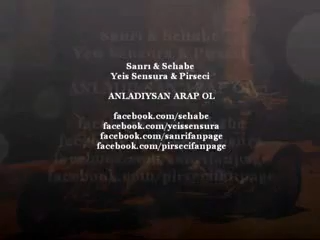 Sanrı & Sehabe
Yeis Sensura & Pirseci
ANLADIYSAN ARAP OL
facebook.com/sehabe
facebook.com/yeissensura
facebook.com/sanrifanpage
facebook.com/pirsecifanpage